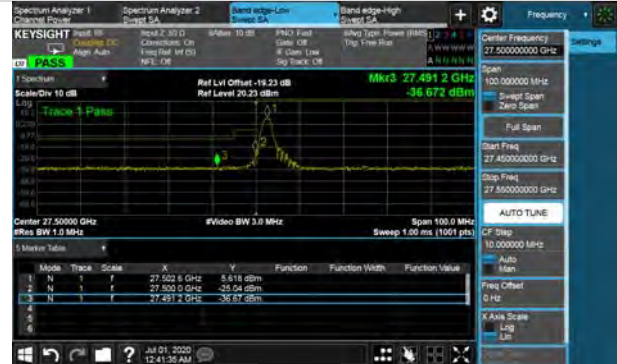 Spectrum Analyzer 1
Channel Power
Spectrum Analyzer 2
Swept SA
Band edge-Low
Swept SA
Band edge-High
Swept SA
+
Frequency
KEYSIGHT Input: RF
Coupling: DC
Align: Auto
Input Z: 50 Ω
Corrections: On
Freq Ref: Int (S)
NFE: Off
PNO: Fast
Gate: Off
IF Gain: Low
Sig Track: Off
Avg Type: Power (RMS)
Trig: Free Run
PASS
1 Spectrum
Scale/Div 10 dB
Ref Lvl Offset -19.23 dB
Ref Level 20.23 dBm
Mkr3 27.491 2 GHz
-36.672 dBm
Log
Trace 1 Pass
1
2
3
Center 27.50000 GHz
#Res BW 1.0 MHz
#Video BW 3.0 MHz
Span 100.0 MHz
Sweep 1.00 ms (1001 pts)
5 Marker Table
Mode Trace Scale X Y Function Function Width Function Value
1 N 1 f 27.502 6 GHz 5.618 dBm
2 N 1 f 27.500 0 GHz -25.04 dBm
3 N 1 f 27.491 2 GHz -36.67 dBm
4
5
6
Jul 01, 2020
12:41:35 AM
Center Frequency
27.500000000 GHz
Settings
Span
100.000000 MHz
Swept Span
Zero Span
Full Span
Start Freq
27.450000000 GHz
Stop Freq
27.550000000 GHz
AUTO TUNE
CF Step
10.000000 MHz
Auto
Man
Freq Offset
0 Hz
X Axis Scale
Log
Lin